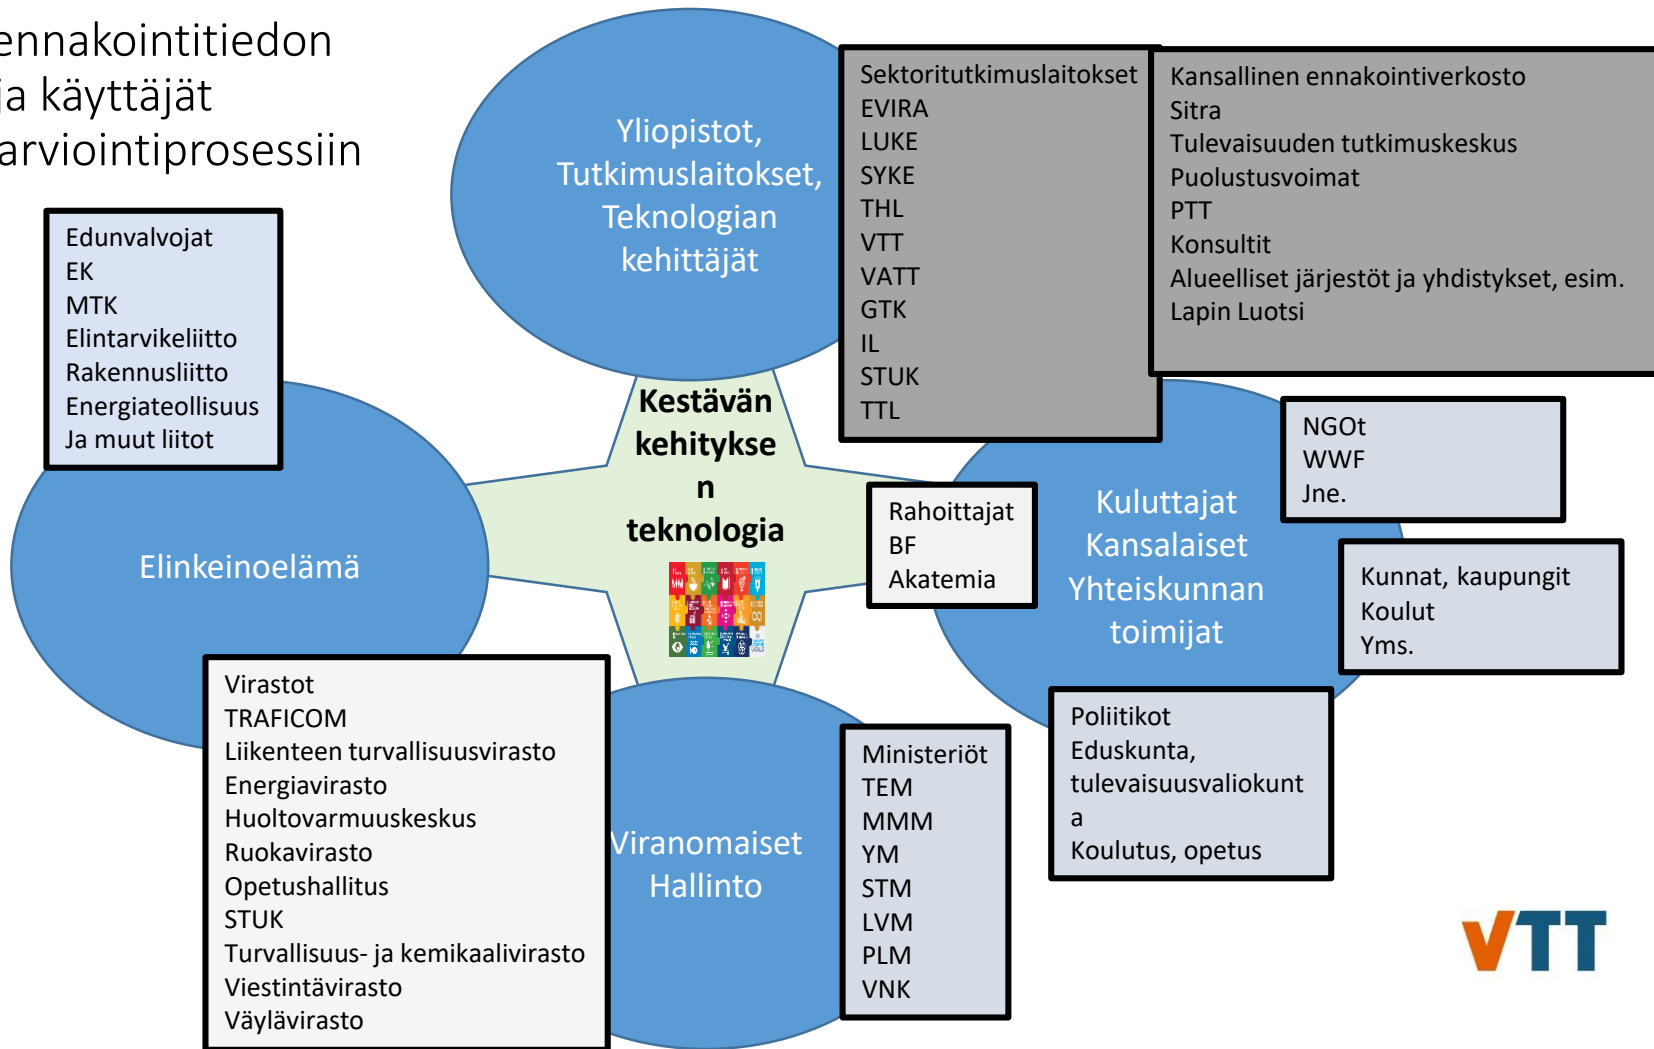 ennakointitiedon
ja käyttäjät
arviointiprosessiin
Yliopistot,
Tutkimuslaitokset,
Teknologian
kehittäjät
Sektoritutkimuslaitokset
EVIRA
LUKE
SYKE
THL
VTT
VATT
GTK
IL
STUK
TTL
Kansallinen ennakointiverkosto
Sitra
Tulevaisuuden tutkimuskeskus
Puolustusvoimat
PTT
Konsultit
Alueelliset järjestöt ja yhdistykset, esim.
Lapin Luotsi
Edunvalvojat
EK
MTK
Elintarvikeliitto
Rakennusliitto
Energiateollisuus
Ja muut liitot
Elinkeinoelämä
Kestävän
kehitykse
n
teknologia
Rahoittajat
BF
Akatemia
Kuluttajat
Kansalaiset
Yhteiskunnan
toimijat
NGOt
WWF
Jne.
Kunnat, kaupungit
Koulut
Yms.
Poliitikot
Eduskunta,
tulevaisuusvaliokunt
a
Koulutus, opetus
Virastot
TRAFICOM
Liikenteen turvallisuusvirasto
Energiavirasto
Huoltovarmuuskeskus
Ruokavirasto
Opetushallitus
STUK
Turvallisuus- ja kemikaalivirasto
Viestintävirasto
Väylävirasto
Viranomaiset
Hallinto
Ministeriöt
TEM
MMM
YM
STM
LVM
PLM
VNK
VTT